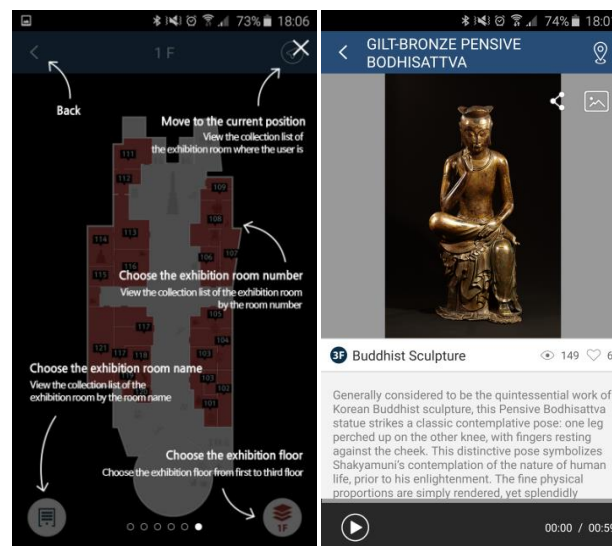 73% 18:06
1 F
Back
Move to the current position
View the collection list of
the exhibition room where the user is
111
112
109
108
113
114
107
106
116
115
Choose the exhibition room number
View the collection list of the exhibition room
by the room number
105
117
104
121
117
118
103
Choose the exhibition room name
View the collection list of the
exhibition room by the room name
103
102
101
Choose the exhibition floor
Choose the exhibition floor from first to third floor
1F
74% 18:0
GILT-BRONZE PENSIVE
BODHISATTVA
3F Buddhist Sculpture 149 6
Generally considered to be the quintessential work of
Korean Buddhist sculpture, this Pensive Bodhisattva
statue strikes a classic contemplative pose: one leg
perched up on the other knee, with fingers resting
against the cheek. This distinctive pose symbolizes
Shakyamuni's contemplation of the nature of human
life, prior to his enlightenment. The fine physical
proportions are simply rendered, yet splendidly
00:00 / 00:59